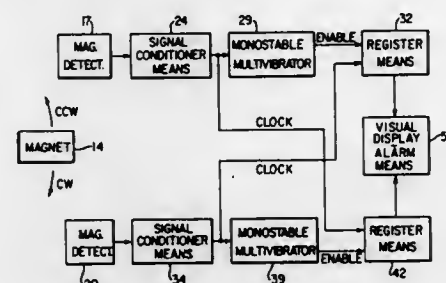 17
24
29
32
MAG.
DETECT.
SIGNAL
CONDITIONER
MEANS
MONOSTABLE
MULTIVIBRATOR
ENABLE
REGISTER
MEANS
CCW
MAGNET
14
CW
CLOCK
CLOCK
VISUAL
DISPLAY
ALARM
MEANS
MAG.
DETECT.
SIGNAL
CONDITIONER
MEANS
MONOSTABLE
MULTIVIBRATOR
ENABLE
REGISTER
MEANS
34
39
42